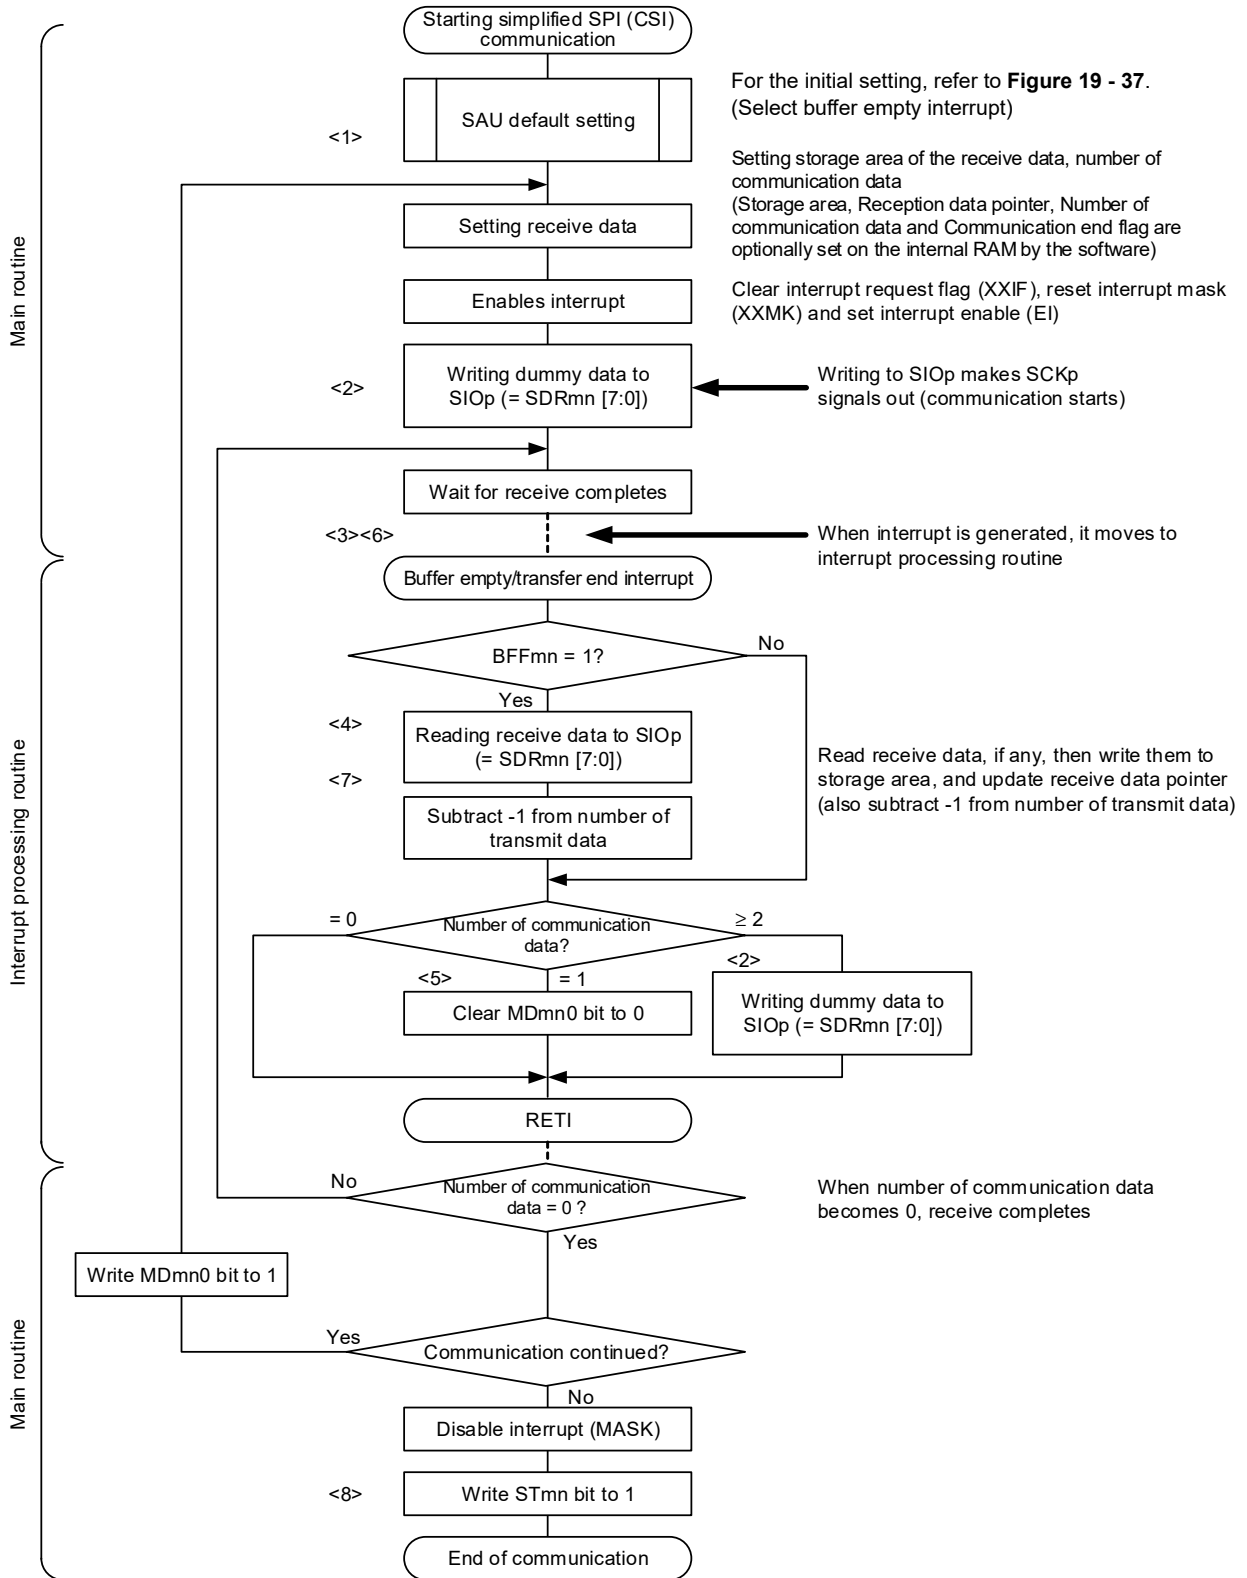 Starting simplified SPI (CSI)
communication
For the initial setting, refer to Figure 19 - 37.
(Select buffer empty interrupt)
SAU default setting
<1>
Setting storage area of the receive data, number of
communication data
(Storage area, Reception data pointer, Number of
communication data and Communication end flag are
optionally set on the internal RAM by the software)
Setting receive data
Main routine
Enables interrupt
Clear interrupt request flag (XXIF), reset interrupt mask
(XXMK) and set interrupt enable (EI)
<2>
Writing dummy data to
SIOp (= SDRmn [7:0])
Writing to SIOp makes SCKp
signals out (communication starts)
Wait for receive completes
<3><6>
When interrupt is generated, it moves to
interrupt processing routine
Buffer empty/transfer end interrupt
BFFmn = 1?
No
Yes
<4>
Reading receive data to SIOp
(= SDRmn [7:0])
<7>
Read receive data, if any, then write them to
storage area, and update receive data pointer
(also subtract -1 from number of transmit data)
Subtract -1 from number of
transmit data
Interrupt processing routine
= 0
Number of communication
data?
≥ 2
<5>
= 1
<2>
Clear MDmn0 bit to 0
Writing dummy data to
SIOp (= SDRmn [7:0])
RETI
No
Number of communication
data = 0 ?
Yes
When number of communication data
becomes 0, receive completes
Write MDmn0 bit to 1
Main routine
Yes
Communication continued?
No
Disable interrupt (MASK)
<8>
Write STmn bit to 1
End of communication